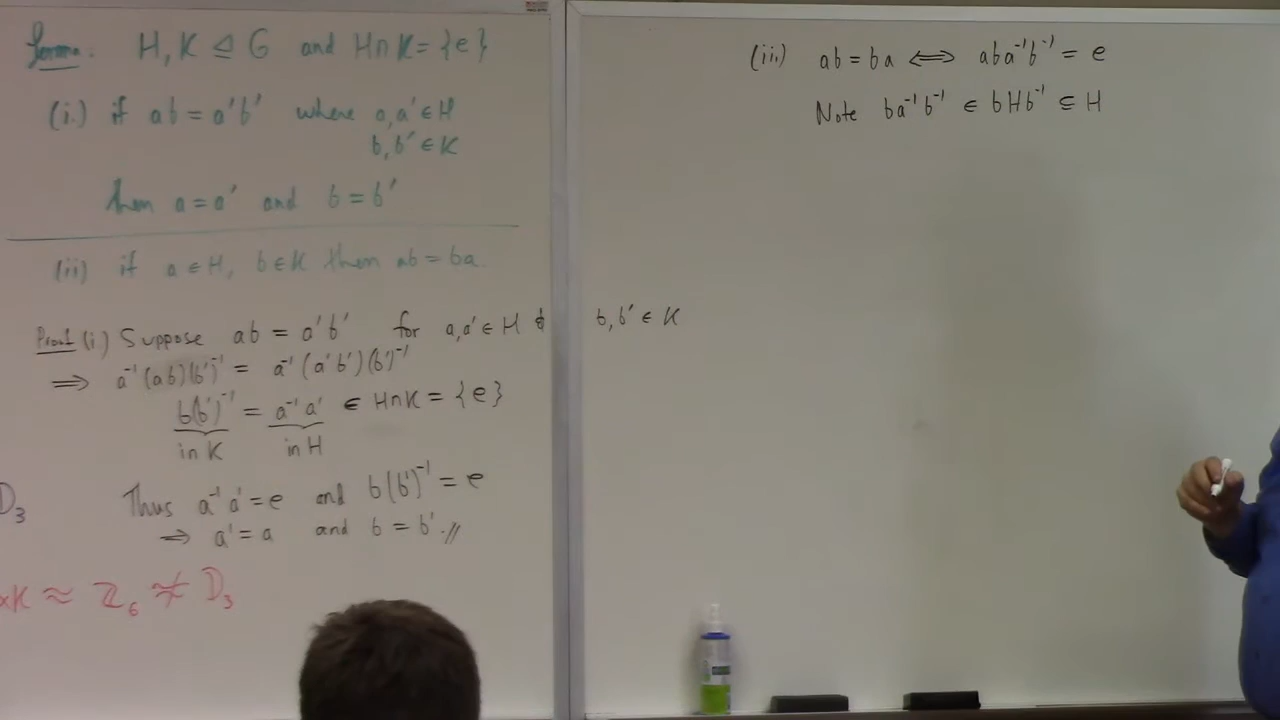 Lemma: H, K ⊴ G and H∩K = {e}
(i.) if ab = a'b' where a,a' ∈ H
b,b' ∈ K
then a = a' and b = b'
(ii) if a ∈ H, b ∈ K then ab = ba.
Proof (i.) Suppose ab = a'b' for a,a' ∈ H & b,b' ∈ K
⟹ a⁻¹(ab)(b')⁻¹ = a⁻¹(a'b')(b')⁻¹
b(b')⁻¹ = a⁻¹a' ∈ H∩K = {e}
in K in H
Thus a⁻¹a' = e and b(b')⁻¹ = e
⟹ a' = a and b = b'. //
D₃
×K ≈ ℤ₆ ≉ D₃
(iii.) ab = ba ⟺ aba⁻¹b⁻¹ = e
Note ba⁻¹b⁻¹ ∈ bHb⁻¹ ⊆ H